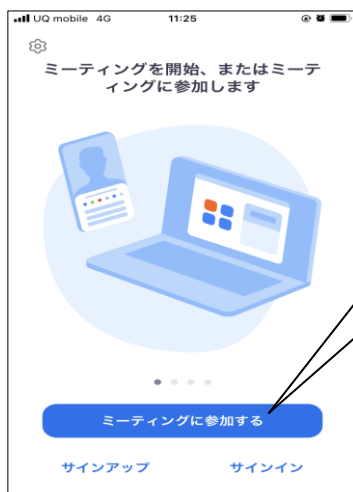 UQ mobile 4G 11:25
ミーティングを開始、またはミーテ
ィングに参加します
ミーティングに参加する
サインアップ サインイン